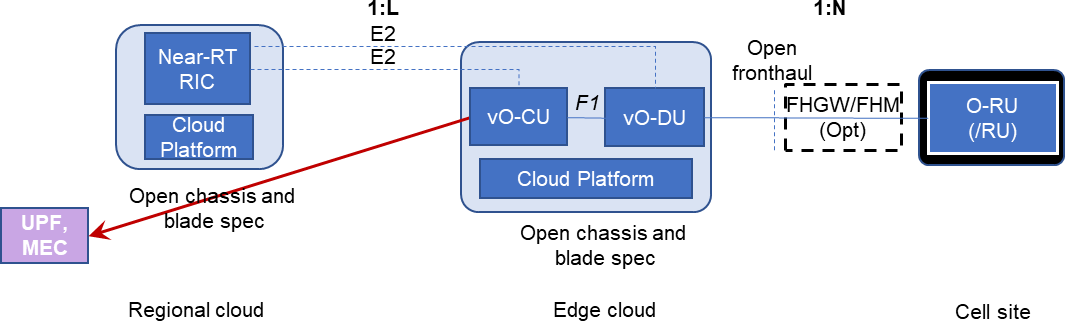 1:L
1:N
E2
E2
Near-RT
RIC
Cloud
Platform
Open chassis and
blade spec
UPF,
MEC
vO-CU
F1
vO-DU
Cloud Platform
Open chassis and
blade spec
Open
fronthaul
FHGW/FHM
(Opt)
O-RU
(/RU)
Regional cloud
Edge cloud
Cell site